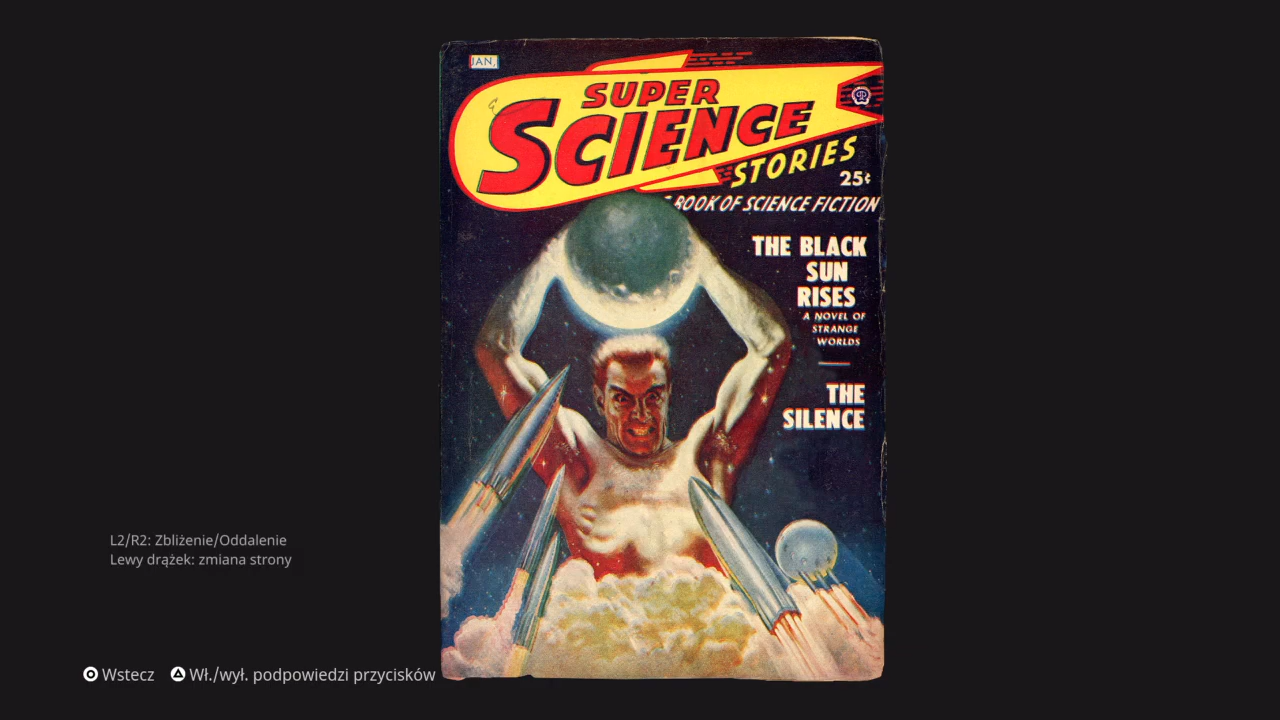 JAN,
SUPER
SCIENCE
STORIES
25¢
BOOK OF SCIENCE FICTION
THE BLACK
SUN
RISES
A NOVEL OF
STRANGE
WORLDS
THE
SILENCE
L2/R2: Zbliżenie/Oddalenie
Lewy drążek: zmiana strony
Wstecz
Wł./wył. podpowiedzi przycisków